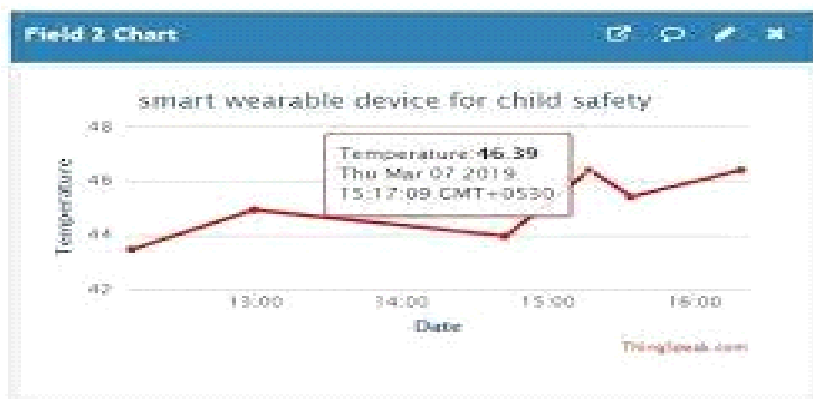 Field 2 Chart
smart wearable device for child safety
48
46
44
42
Temperature
Temperature: 46.39
Thu Mar 07 2019
15:17:09 GMT+0530
13:00 14:00 15:00 16:00
Date
ThingSpeak.com